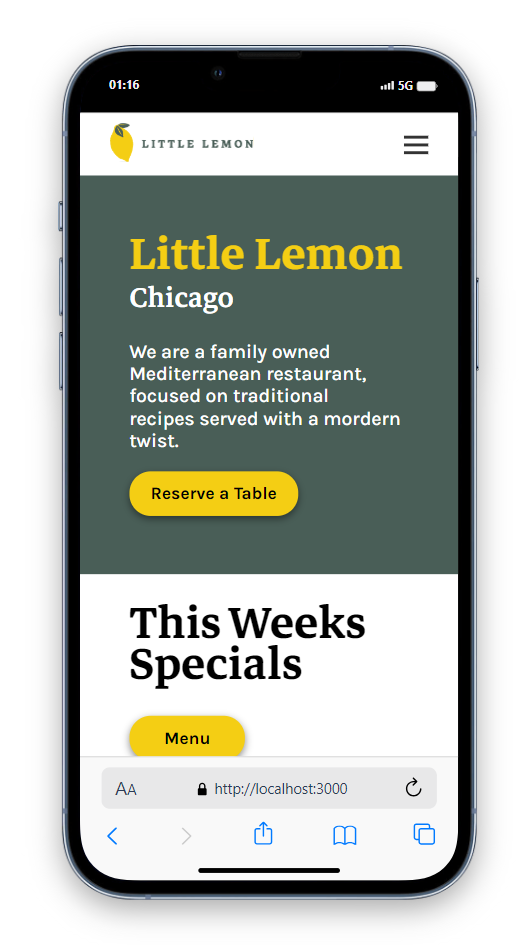 01:16 5G
LITTLE LEMON
Little Lemon
Chicago
We are a family owned
Mediterranean restaurant,
focused on traditional
recipes served with a mordern
twist.
Reserve a Table
This Weeks
Specials
Menu
AA http://localhost:3000